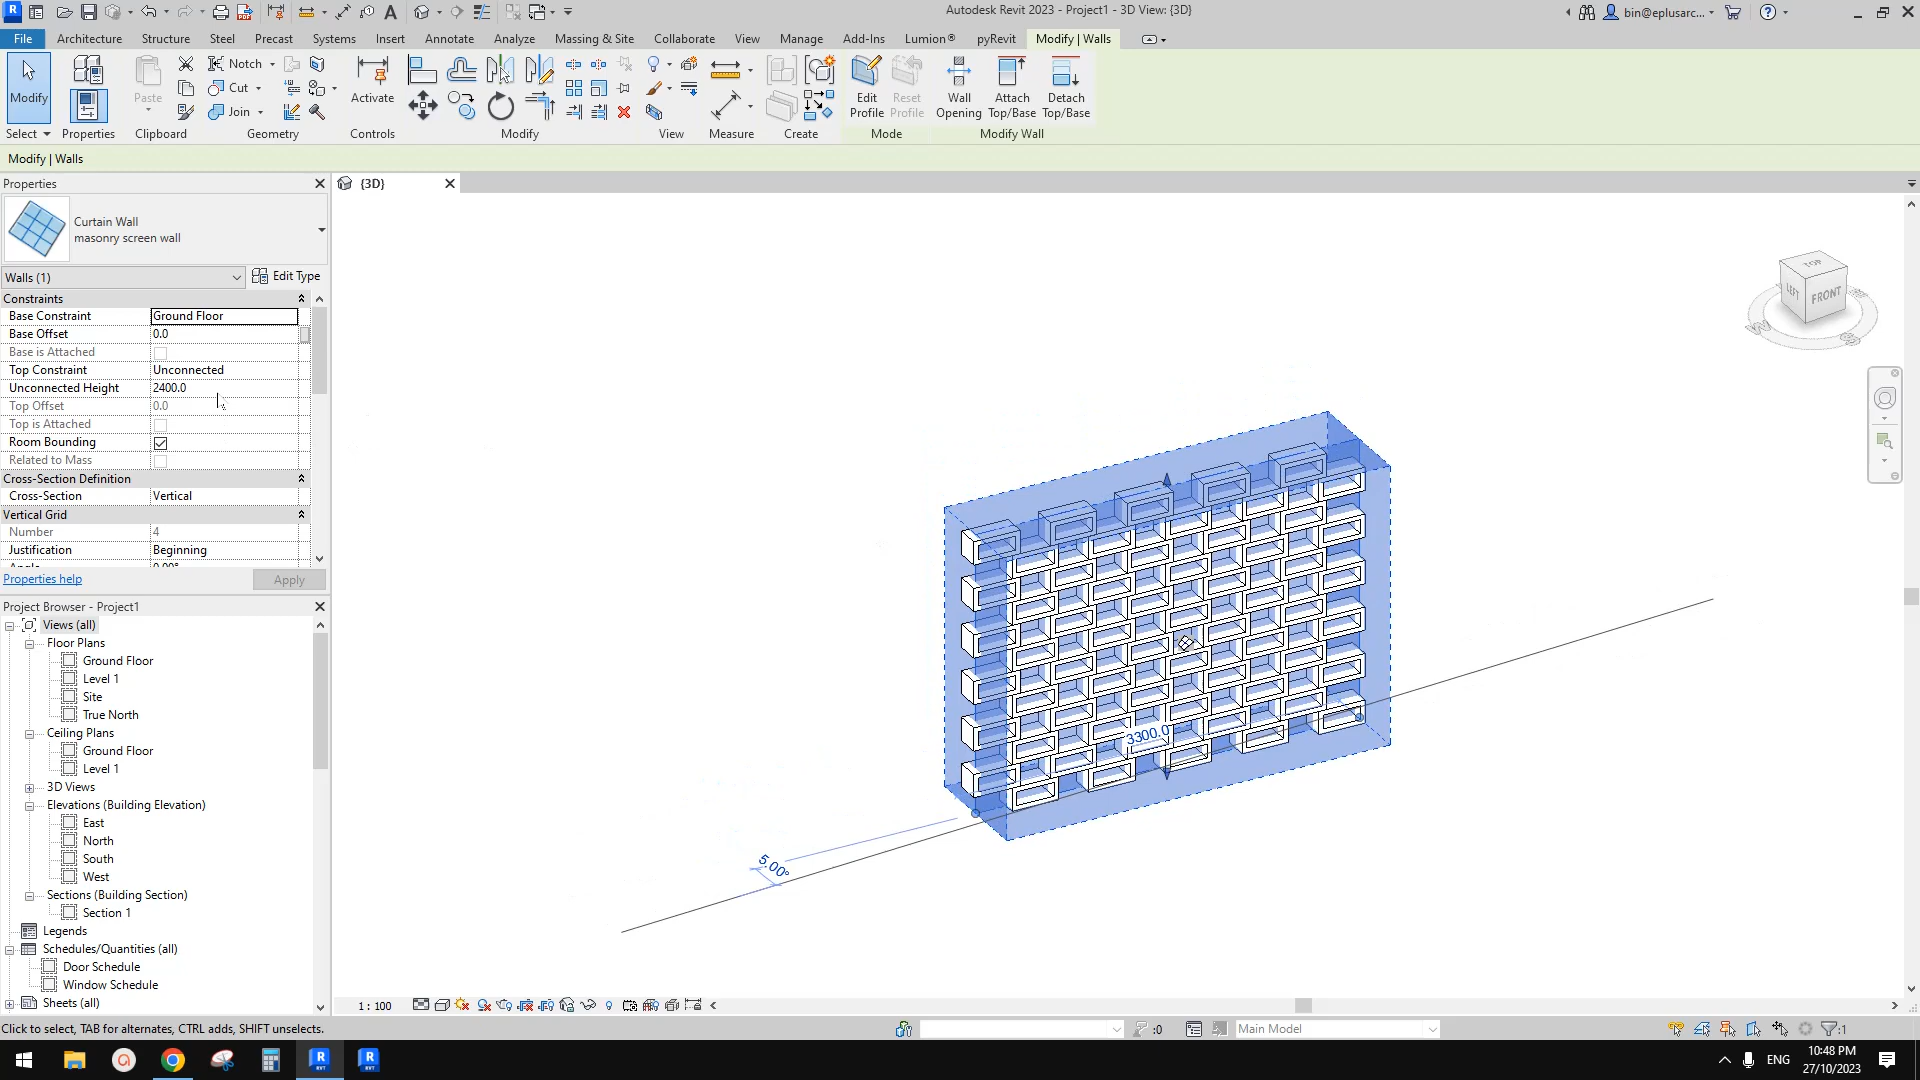 Autodesk Revit 2023 - Project1 - 3D View: {3D}
bin@eplusarc...
File Architecture Structure Steel Precast Systems Insert Annotate Analyze Massing & Site Collaborate View Manage Add-Ins Lumion® pyRevit Modify | Walls
Modify
Paste
Notch
Cut
Join
Activate
Edit Profile
Reset Profile
Wall Opening
Attach Top/Base
Detach Top/Base
Select Properties Clipboard Geometry Controls Modify View Measure Create Mode Modify Wall
Modify | Walls
Properties
{3D}
Curtain Wall
masonry screen wall
Walls (1) Edit Type
Constraints
Base Constraint Ground Floor
Base Offset 0.0
Base is Attached
Top Constraint Unconnected
Unconnected Height 2400.0
Top Offset 0.0
Top is Attached
Room Bounding
Related to Mass
Cross-Section Definition
Cross-Section Vertical
Vertical Grid
Number 4
Justification Beginning
Angle 0.00°
Properties help Apply
Project Browser - Project1
Views (all)
Floor Plans
Ground Floor
Level 1
Site
True North
Ceiling Plans
Ground Floor
Level 1
3D Views
Elevations (Building Elevation)
East
North
South
West
Sections (Building Section)
Section 1
Legends
Schedules/Quantities (all)
Door Schedule
Window Schedule
Sheets (all)
TOP
LEFT
FRONT
W
S
3300.0
5.00°
1 : 100
Click to select, TAB for alternates, CTRL adds, SHIFT unselects.
:0
Main Model
:1
ENG
10:48 PM
27/10/2023